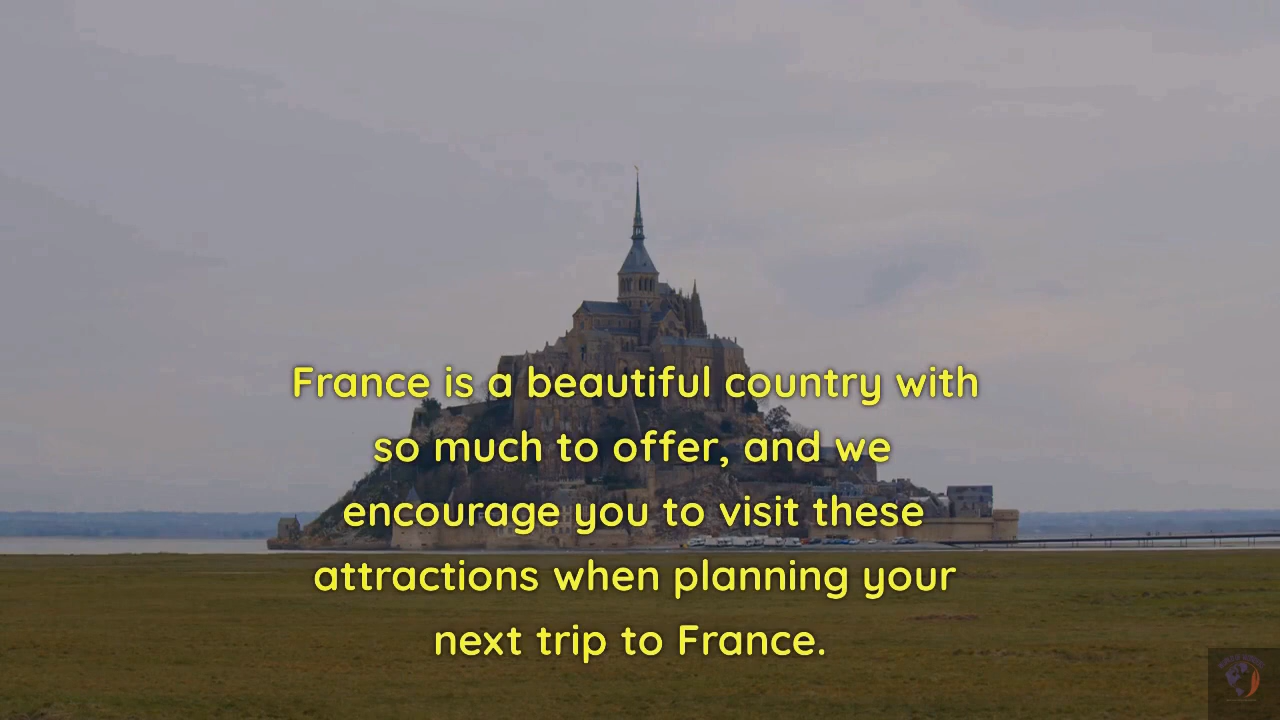 France is a beautiful country with
so much to offer, and we
encourage you to visit these
attractions when planning your
next trip to France.